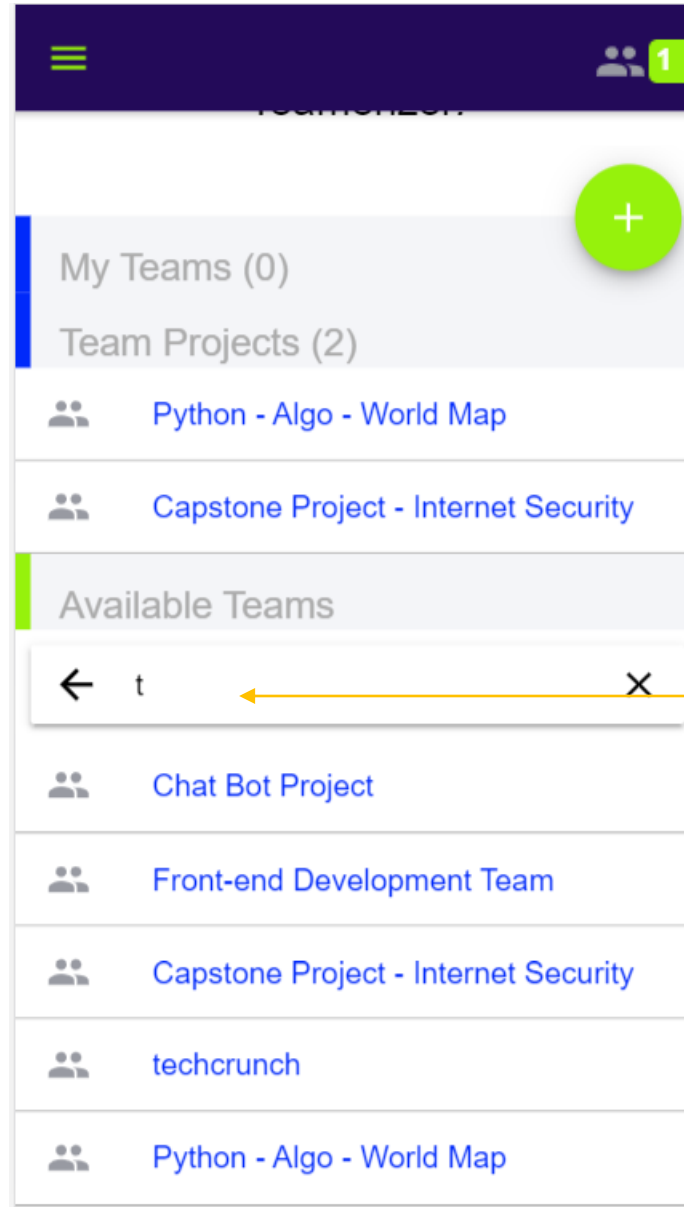 1
My Teams (0)
Team Projects (2)
Python - Algo - World Map
Capstone Project - Internet Security
Available Teams
t
Chat Bot Project
Front-end Development Team
Capstone Project - Internet Security
techcrunch
Python - Algo - World Map